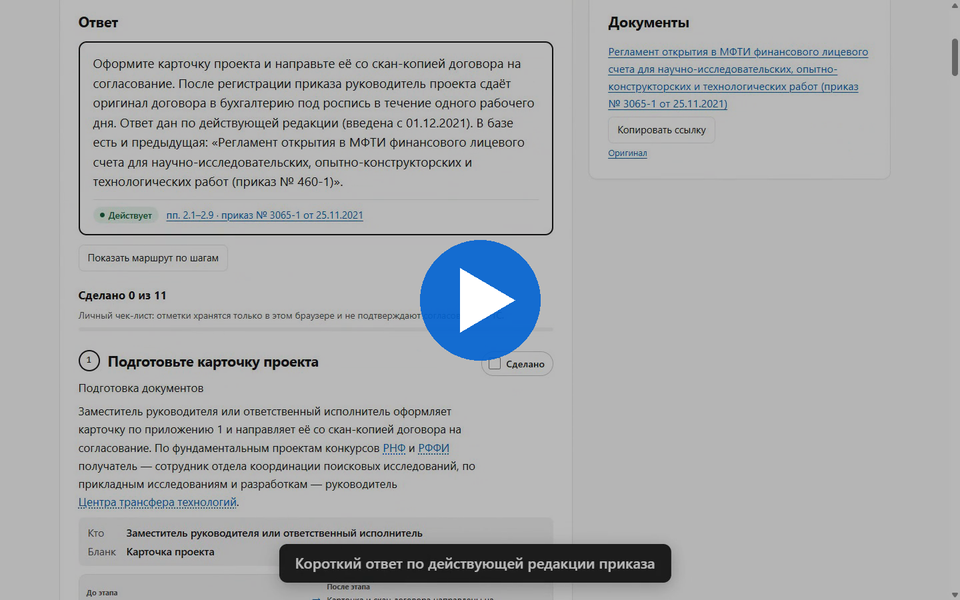 Ответ
Оформите карточку проекта и направьте её со скан-копией договора на
согласование. После регистрации приказа руководитель проекта сдаёт
оригинал договора в бухгалтерию под роспись в течение одного рабочего
дня. Ответ дан по действующей редакции (введена с 01.12.2021). В базе
есть и предыдущая: «Регламент открытия в МФТИ финансового лицевого
счета для научно-исследовательских, опытно-конструкторских и
технологических работ (приказ № 460-1)».
Действует пп. 2.1–2.9 · приказ № 3065-1 от 25.11.2021
Показать маршрут по шагам
Сделано 0 из 11
Личный чек-лист: отметки хранятся только в этом браузере и не подтверждают
1 Подготовьте карточку проекта
Сделано
Подготовка документов
Заместитель руководителя или ответственный исполнитель оформляет
карточку по приложению 1 и направляет её со скан-копией договора на
согласование. По фундаментальным проектам конкурсов РНФ и РФФИ
получатель — сотрудник отдела координации поисковых исследований, по
прикладным исследованиям и разработкам — руководитель
Центра трансфера технологий.
Кто Заместитель руководителя или ответственный исполнитель
Бланк Карточка проекта
До этапа
После этапа
Документы
Регламент открытия в МФТИ финансового лицевого
счета для научно-исследовательских, опытно-
конструкторских и технологических работ (приказ
№ 3065-1 от 25.11.2021)
Копировать ссылку
Оригинал
Короткий ответ по действующей редакции приказа